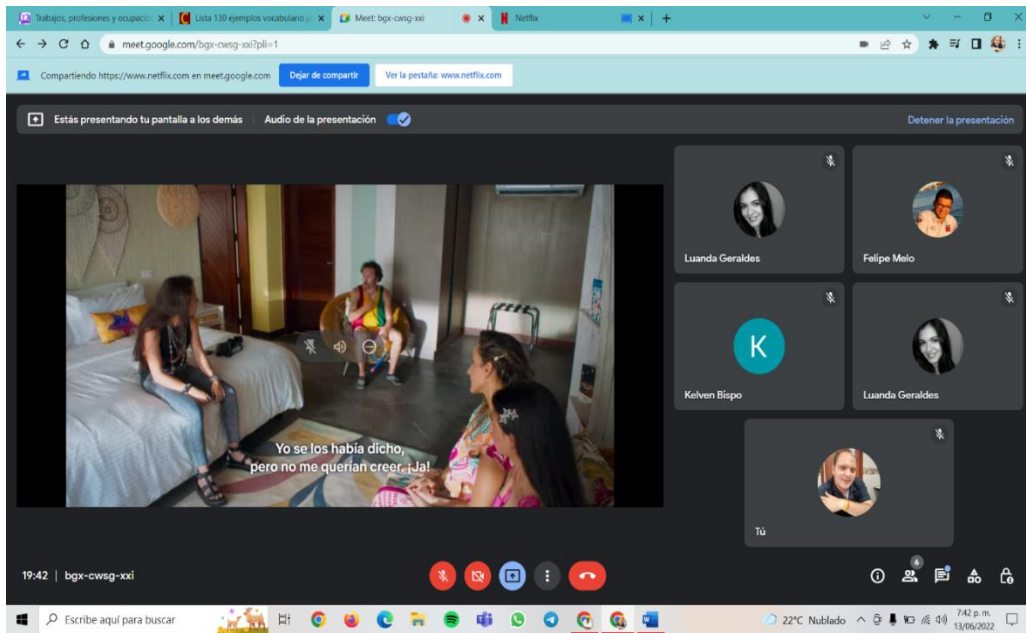 Trabajos, profesiones y ocupacio
Lista 130 ejemplos vocabulario j
Meet: bgx-cwsg-xxi
Netflix
meet.google.com/bgx-cwsg-xxi?pli=1
Compartiendo https://www.netflix.com en meet.google.com
Dejar de compartir
Ver la pestaña: www.netflix.com
Estás presentando tu pantalla a los demás
Audio de la presentación
Detener la presentación
Luanda Geraldes
Felipe Melo
K
Kelven Bispo
Luanda Geraldes
Yo se los había dicho,
pero no me querían creer. ¡Ja!
Tú
19:42 | bgx-cwsg-xxi
6
Escribe aquí para buscar
22°C Nublado
7:42 p. m.
13/06/2022